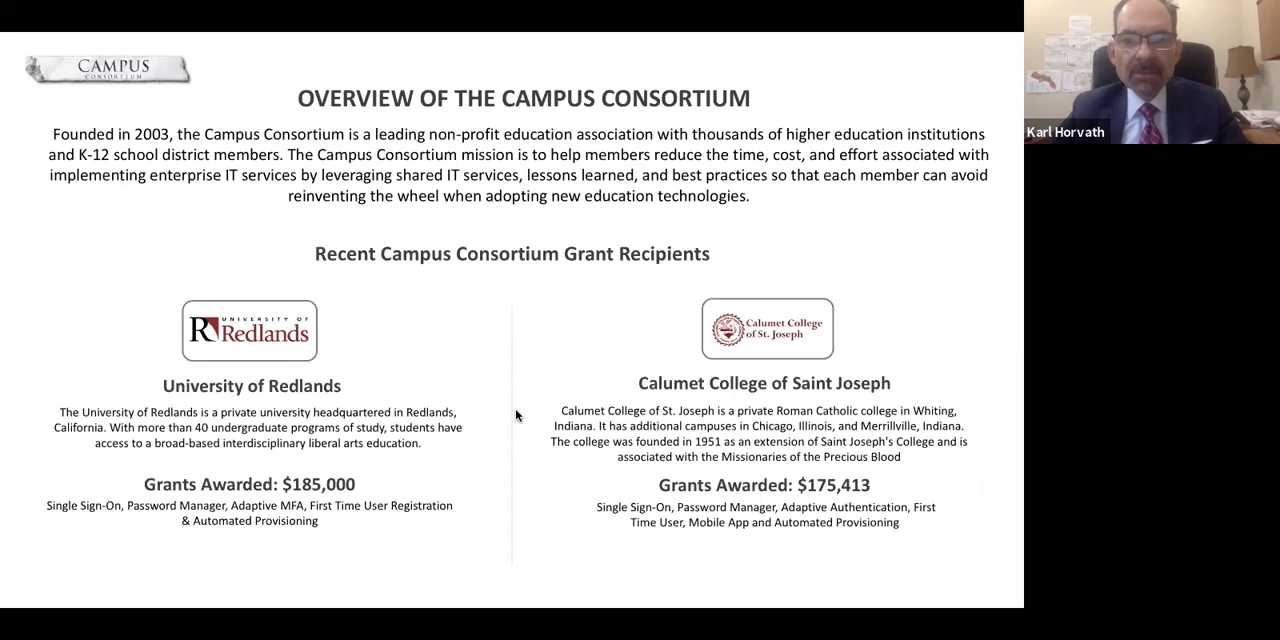 CAMPUS
CONSORTIUM
OVERVIEW OF THE CAMPUS CONSORTIUM
Karl Horvath
Founded in 2003, the Campus Consortium is a leading non-profit education association with thousands of higher education institutions
and K-12 school district members. The Campus Consortium mission is to help members reduce the time, cost, and effort associated with
implementing enterprise IT services by leveraging shared IT services, lessons learned, and best practices so that each member can avoid
reinventing the wheel when adopting new education technologies.
Recent Campus Consortium Grant Recipients
UNIVERSITY OF
R Redlands
University of Redlands
The University of Redlands is a private university headquartered in Redlands,
California. With more than 40 undergraduate programs of study, students have
access to a broad-based interdisciplinary liberal arts education.
Grants Awarded: $185,000
Single Sign-On, Password Manager, Adaptive MFA, First Time User Registration
& Automated Provisioning
Calumet College
of St. Joseph
Calumet College of Saint Joseph
Calumet College of St. Joseph is a private Roman Catholic college in Whiting,
Indiana. It has additional campuses in Chicago, Illinois, and Merrillville, Indiana.
The college was founded in 1951 as an extension of Saint Joseph's College and is
associated with the Missionaries of the Precious Blood
Grants Awarded: $175,413
Single Sign-On, Password Manager, Adaptive Authentication, First
Time User, Mobile App and Automated Provisioning